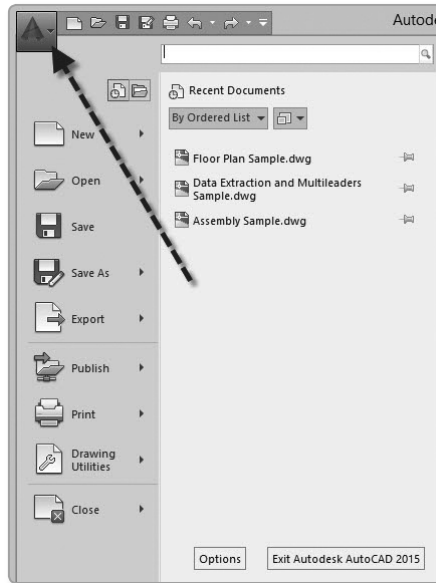 Autode
Recent Documents
By Ordered List
New
Floor Plan Sample.dwg
Open
Data Extraction and Multileaders
Sample.dwg
Save
Assembly Sample.dwg
Save As
Export
Publish
Print
Drawing
Utilities
Close
Options
Exit Autodesk AutoCAD 2015